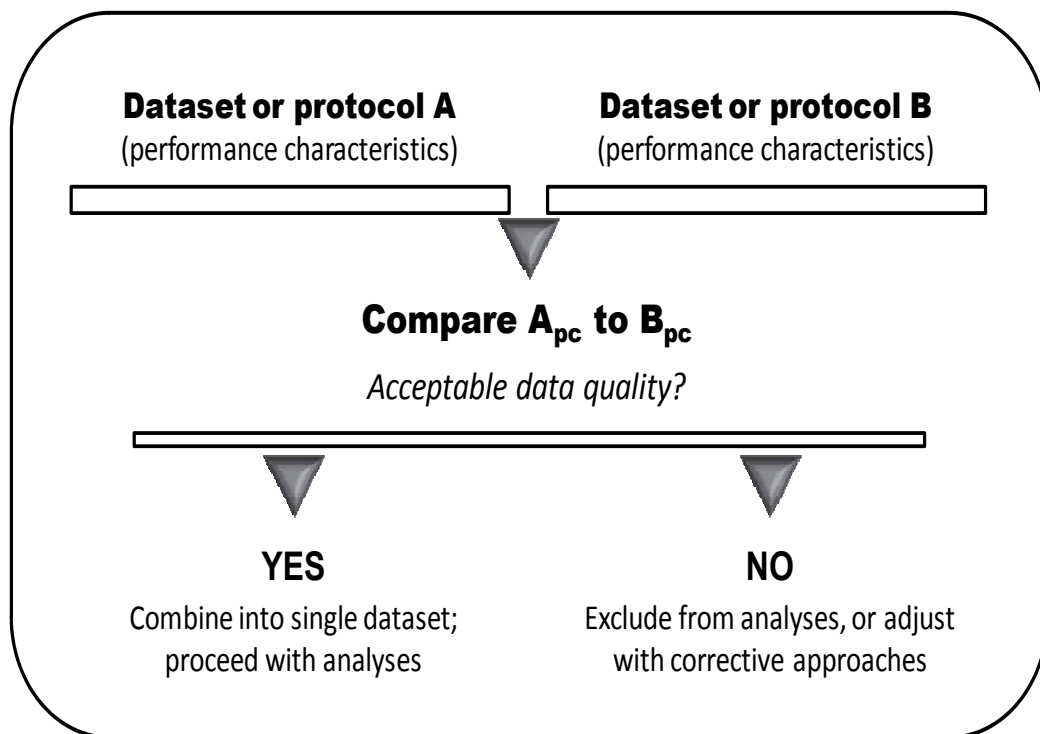 Dataset or protocol A
(performance characteristics)
Dataset or protocol B
(performance characteristics)
Compare Apc to Bpc
Acceptable data quality?
YES
Combine into single dataset;
proceed with analyses
NO
Exclude from analyses, or adjust
with corrective approaches